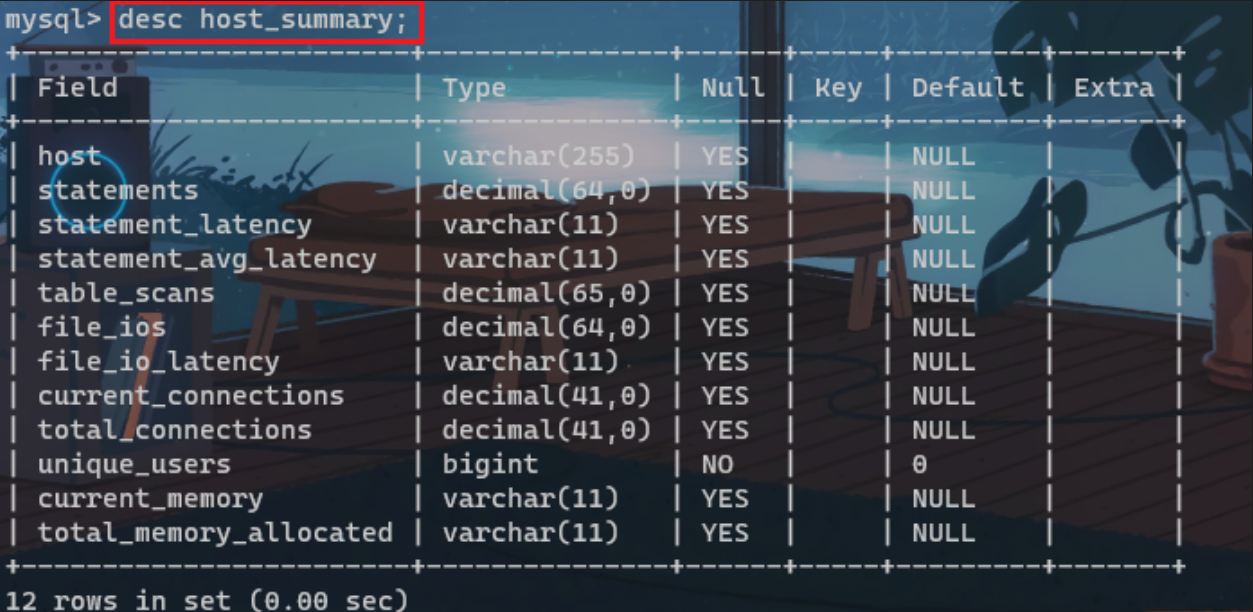 mysql> desc host_summary;
+-------------------------+---------------+------+-----+---------+-------+
| Field                   | Type          | Null | Key | Default | Extra |
+-------------------------+---------------+------+-----+---------+-------+
| host                    | varchar(255)  | YES  |     | NULL    |       |
| statements              | decimal(64,0) | YES  |     | NULL    |       |
| statement_latency       | varchar(11)   | YES  |     | NULL    |       |
| statement_avg_latency   | varchar(11)   | YES  |     | NULL    |       |
| table_scans             | decimal(65,0) | YES  |     | NULL    |       |
| file_ios                | decimal(64,0) | YES  |     | NULL    |       |
| file_io_latency         | varchar(11)   | YES  |     | NULL    |       |
| current_connections     | decimal(41,0) | YES  |     | NULL    |       |
| total_connections       | decimal(41,0) | YES  |     | NULL    |       |
| unique_users            | bigint        | NO   |     | 0       |       |
| current_memory          | varchar(11)   | YES  |     | NULL    |       |
| total_memory_allocated  | varchar(11)   | YES  |     | NULL    |       |
+-------------------------+---------------+------+-----+---------+-------+
12 rows in set (0.00 sec)